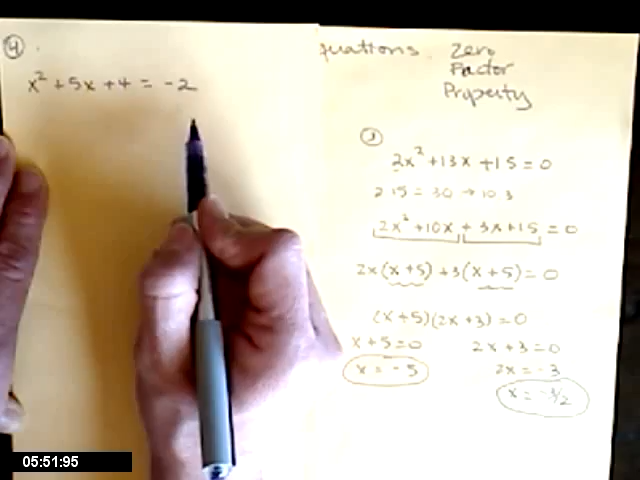 4.
x² + 5x + 4 = -2
quations Zero
Factor
Property
1
2x² + 13x + 15 = 0
2·15 = 30 → 10·3
2x² + 10x + 3x + 15 = 0
2x(x+5) + 3(x+5) = 0
(x+5)(2x+3) = 0
x+5=0 2x+3=0
x = -5 2x = -3
x = -3/2
05:51:95